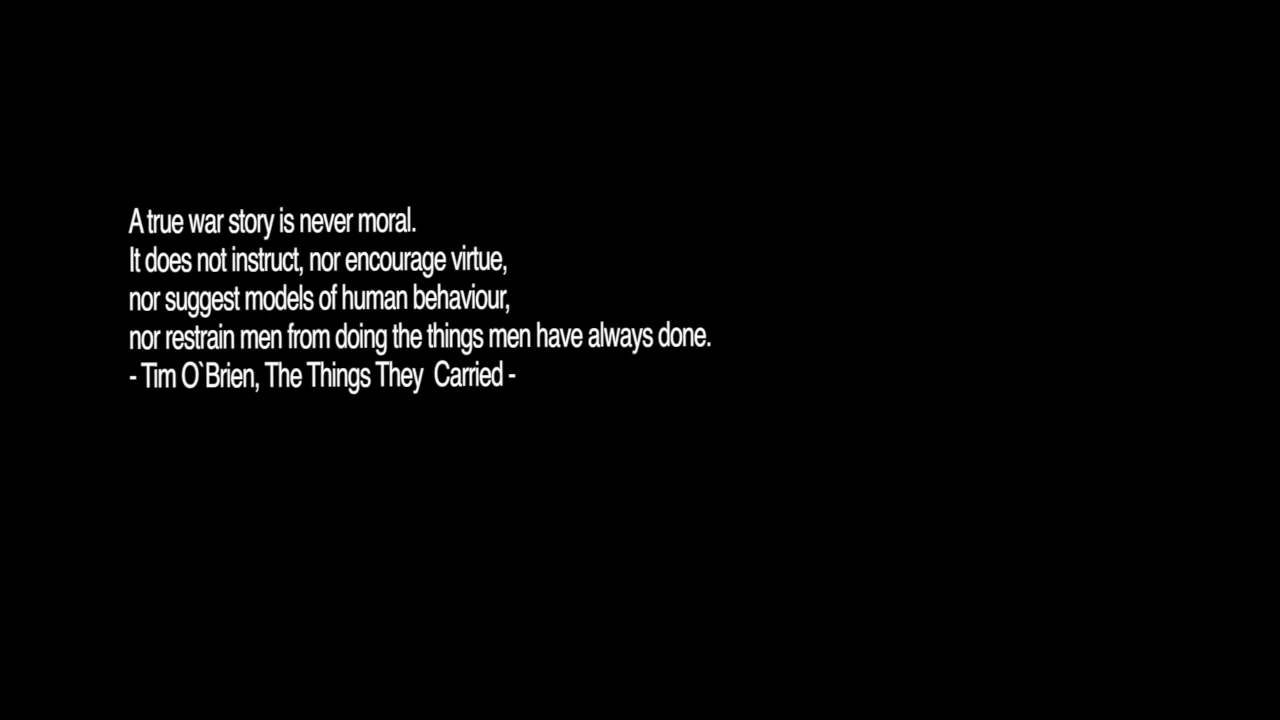 A true war story is never moral.
It does not instruct, nor encourage virtue,
nor suggest models of human behaviour,
nor restrain men from doing the things men have always done.
- Tim O`Brien, The Things They  Carried -